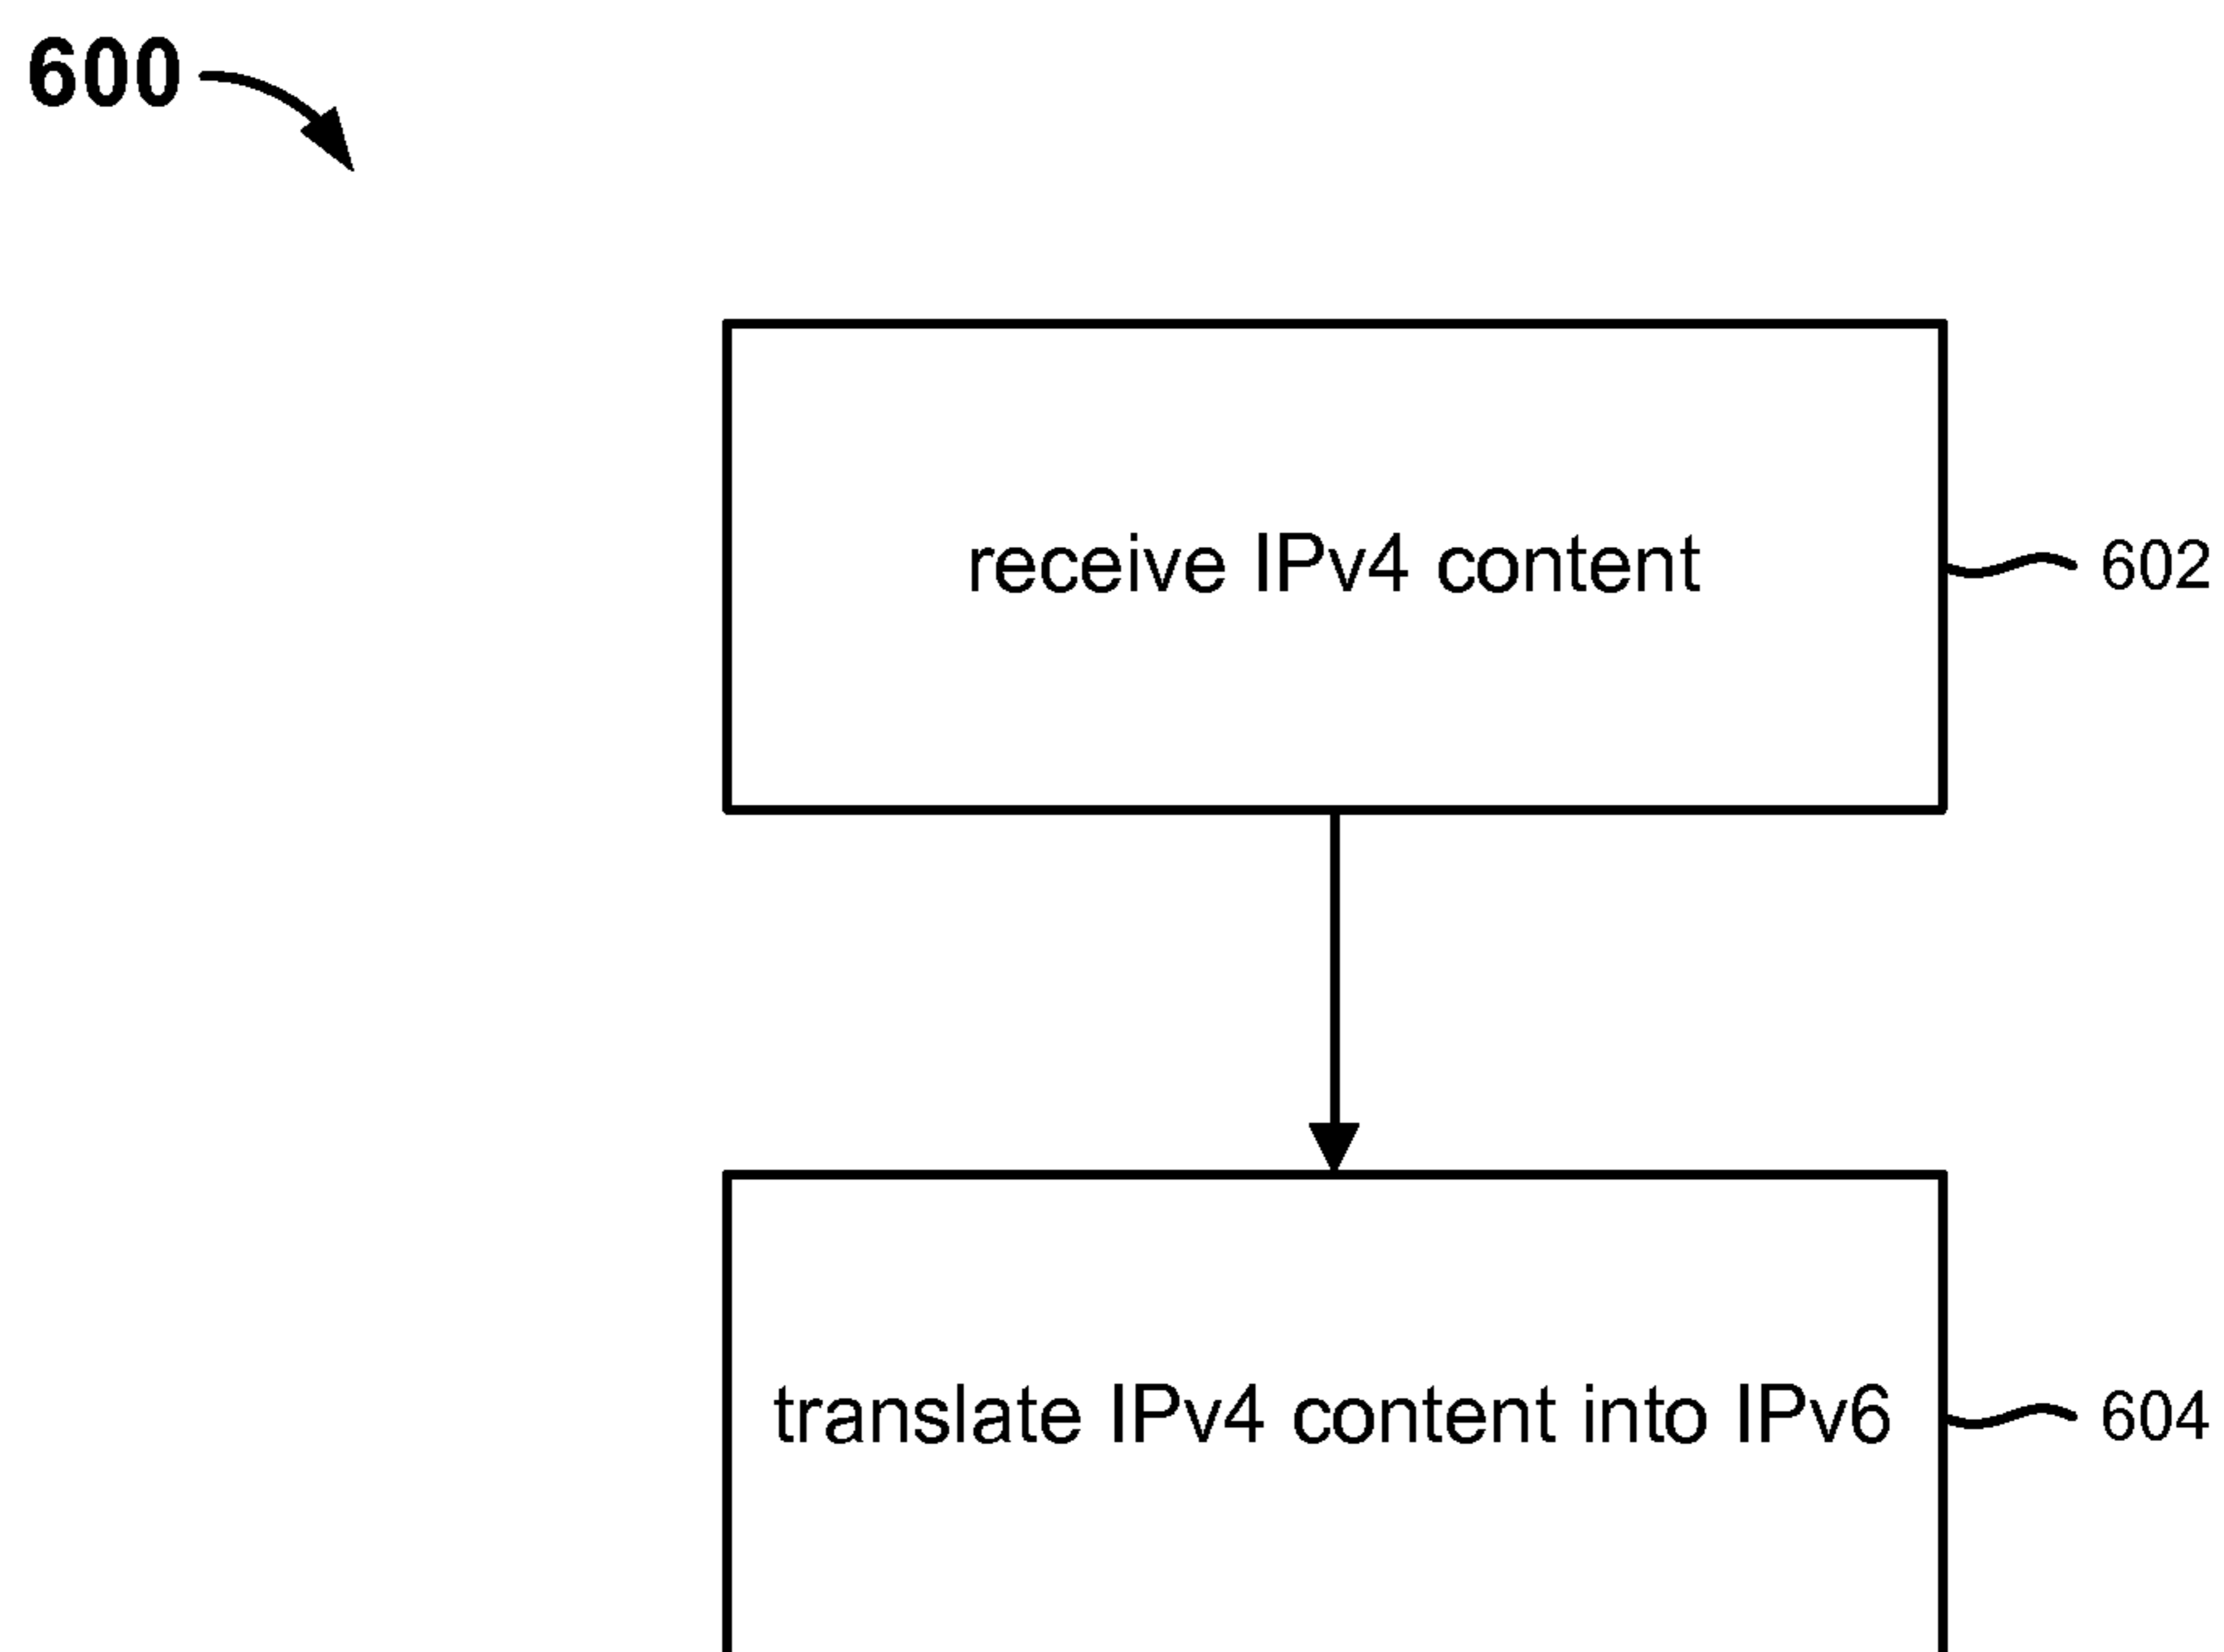 600
receive IPv4 content
602
translate IPv4 content into IPv6
604